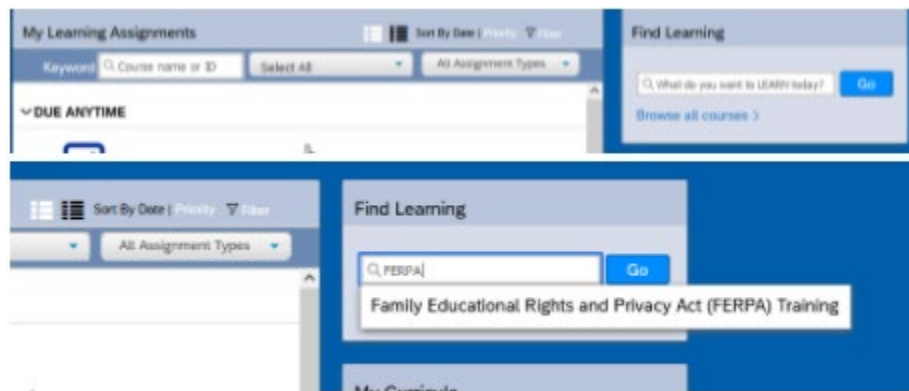 My Learning Assignments
Sort By Date | Priority Filter
Find Learning
Keyword Course name or ID
Select All
All Assignment Types
What do you want to LEARN today?
Go
Browse all courses >
DUE ANYTIME
Sort By Date | Priority Filter
Find Learning
All Assignment Types
FERPA
Go
Family Educational Rights and Privacy Act (FERPA) Training
My Curricula